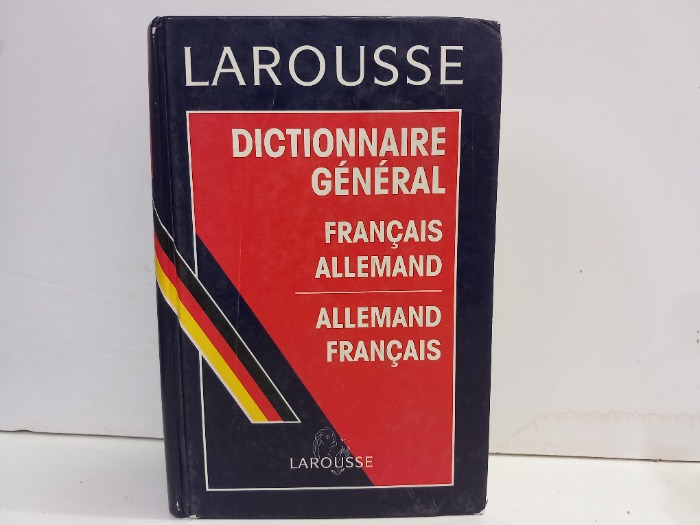 LAROUSSE
DICTIONNAIRE
GÉNÉRAL
FRANÇAIS
ALLEMAND
ALLEMAND
FRANÇAIS
LAROUSSE